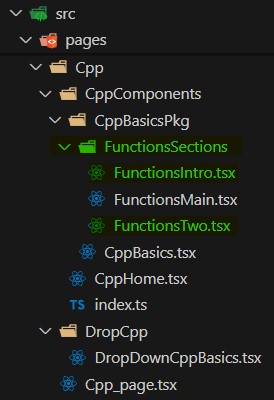 src
pages
Cpp
CppComponents
CppBasicsPkg
FunctionsSections
FunctionsIntro.tsx
FunctionsMain.tsx
FunctionsTwo.tsx
CppBasics.tsx
CppHome.tsx
TS index.ts
DropCpp
DropDownCppBasics.tsx
Cpp_page.tsx